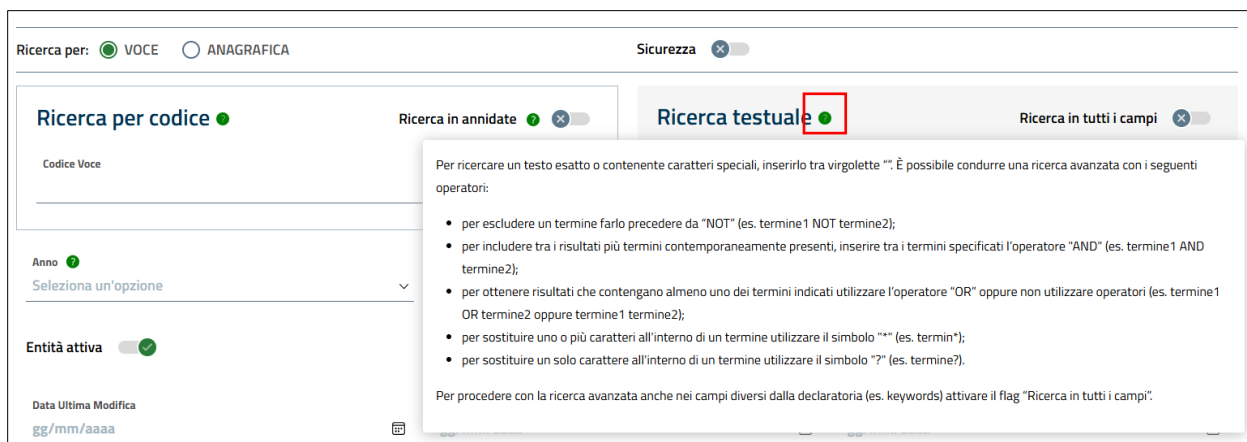 Ricerca per: VOCE ANAGRAFICA Sicurezza
Ricerca per codice ? Ricerca in annidate ? Ricerca testuale ? Ricerca in tutti i campi
Codice Voce
Per ricercare un testo esatto o contenente caratteri speciali, inserirlo tra virgolette “”. È possibile condurre una ricerca avanzata con i seguenti
operatori:
• per escludere un termine farlo precedere da “NOT” (es. termine1 NOT termine2);
• per includere tra i risultati più termini contemporaneamente presenti, inserire tra i termini specificati l’operatore "AND" (es. termine1 AND
termine2);
• per ottenere risultati che contengano almeno uno dei termini indicati utilizzare l’operatore “OR” oppure non utilizzare operatori (es. termine1
OR termine2 oppure termine1 termine2);
• per sostituire uno o più caratteri all'interno di un termine utilizzare il simbolo "*" (es. termin*);
• per sostituire un solo carattere all'interno di un termine utilizzare il simbolo "?" (es. termine?).
Per procedere con la ricerca avanzata anche nei campi diversi dalla declaratoria (es. keywords) attivare il flag “Ricerca in tutti i campi”.
Anno ?
Seleziona un'opzione
Entità attiva
Data Ultima Modifica
gg/mm/aaaa